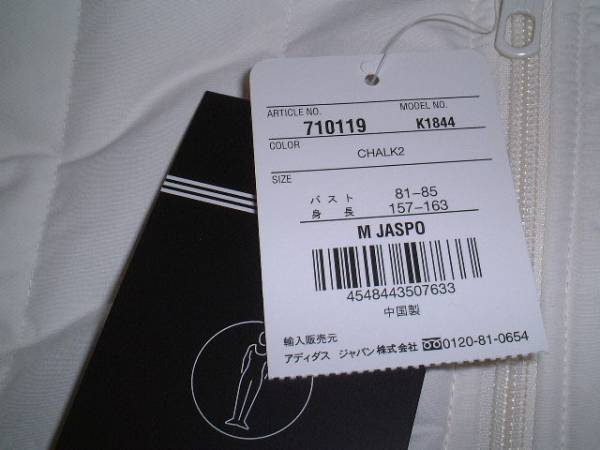 ARTICLE NO. MODEL NO.
710119 K1844
COLOR
CHALK2
SIZE
バスト 81-85
身長 157-163
M JASPO
4548443507633
中国製
輸入販売元
アディダス ジャパン株式会社 0120-81-0654